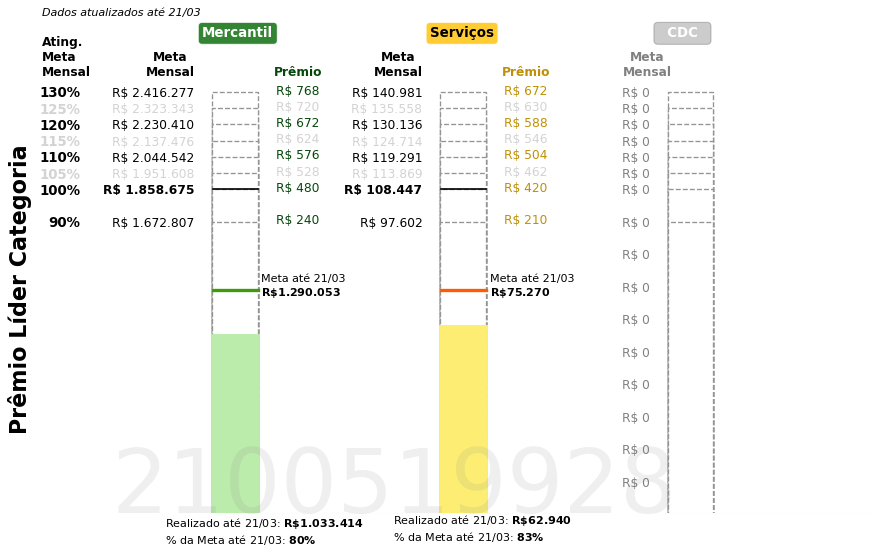 Dados atualizados até 21/03
Mercantil Serviços CDC
Ating. Meta Mensal
Meta Mensal Prêmio Meta Mensal Prêmio Meta Mensal
130% R$ 2.416.277 R$ 768 R$ 140.981 R$ 672 R$ 0
125% R$ 2.323.343 R$ 720 R$ 135.558 R$ 630 R$ 0
120% R$ 2.230.410 R$ 672 R$ 130.136 R$ 588 R$ 0
115% R$ 2.137.476 R$ 624 R$ 124.714 R$ 546 R$ 0
110% R$ 2.044.542 R$ 576 R$ 119.291 R$ 504 R$ 0
105% R$ 1.951.608 R$ 528 R$ 113.869 R$ 462 R$ 0
100% R$ 1.858.675 R$ 480 R$ 108.447 R$ 420 R$ 0
90% R$ 1.672.807 R$ 240 R$ 97.602 R$ 210 R$ 0
R$ 0
Meta até 21/03 Meta até 21/03
R$1.290.053 R$75.270 R$ 0
R$ 0
R$ 0
R$ 0
R$ 0
R$ 0
R$ 0
Prêmio Líder Categoria
2100519928
Realizado até 21/03: R$1.033.414 Realizado até 21/03: R$62.940
% da Meta até 21/03: 80% % da Meta até 21/03: 83%